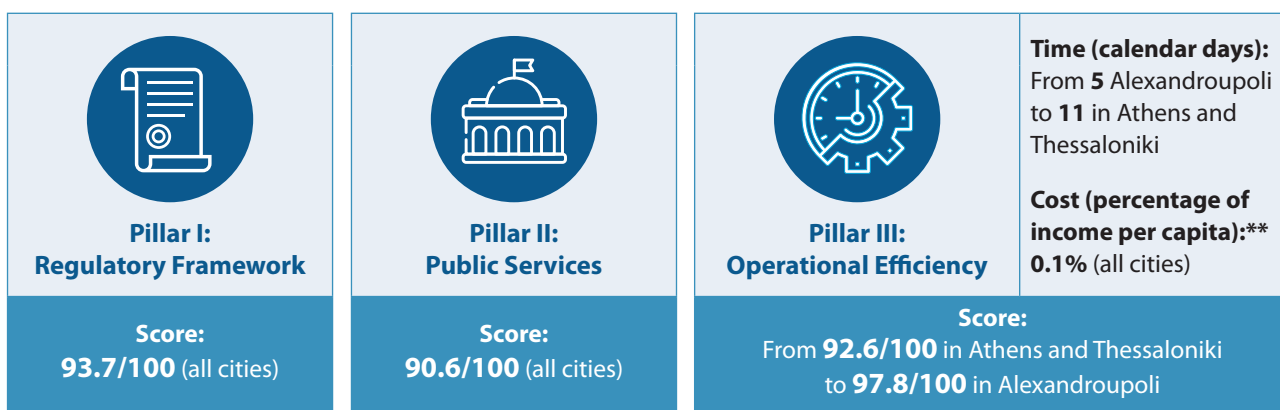 Pillar I:
Regulatory Framework
Score:
93.7/100 (all cities)
Pillar II:
Public Services
Score:
90.6/100 (all cities)
Pillar III:
Operational Efficiency
Time (calendar days):
From 5 Alexandroupoli
to 11 in Athens and
Thessaloniki
Cost (percentage of
income per capita):**
0.1% (all cities)
Score:
From 92.6/100 in Athens and Thessaloniki
to 97.8/100 in Alexandroupoli